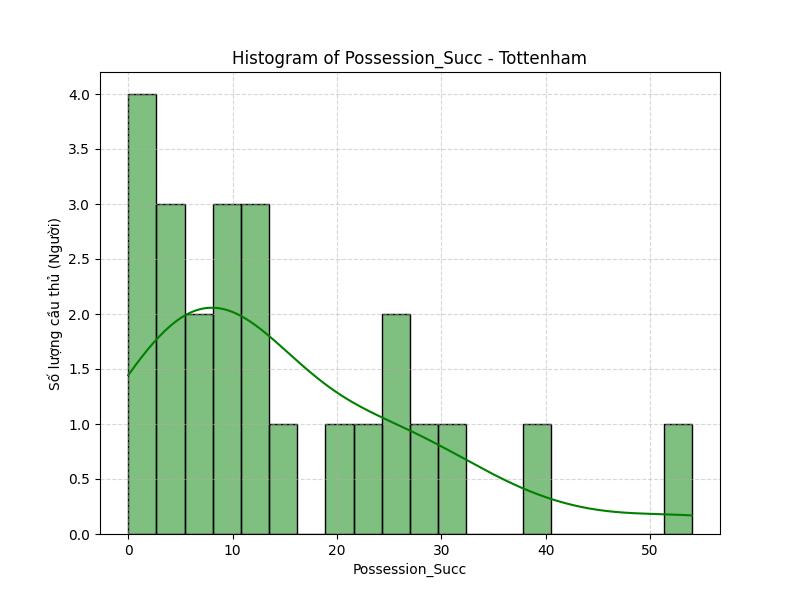 Histogram of Possession_Succ - Tottenham
Số lượng cầu thủ (Người)
4.0
3.5
3.0
2.5
2.0
1.5
1.0
0.5
0.0
0 10 20 30 40 50
Possession_Succ